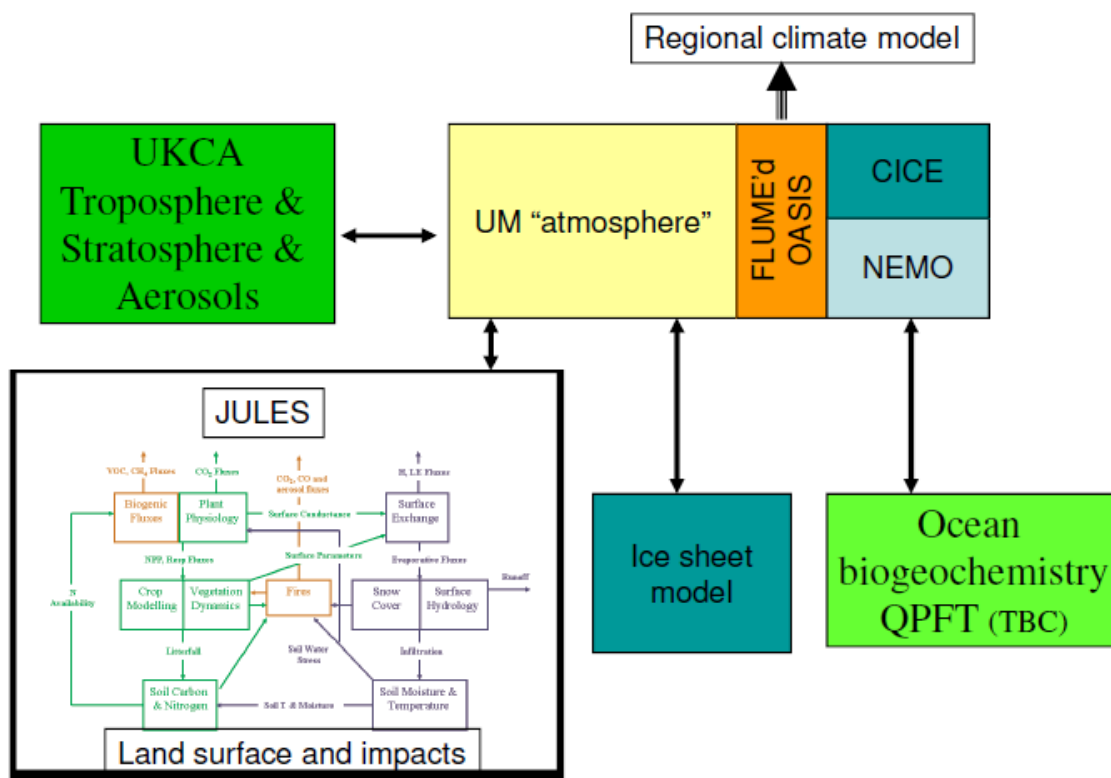 Regional climate model
UKCA
Troposphere &
Stratosphere &
Aerosols
UM “atmosphere”
FLUME’d
OASIS
CICE
NEMO
JULES
VOC, CH4 Fluxes
CO2 Fluxes
CO2, CO and
aerosol fluxes
H, LE Fluxes
Biogenic
Fluxes
Plant
Physiology
Surface Conductance
Surface
Exchange
NPP, Resp Fluxes
Surface Parameters
Evaporative Fluxes
N
Availability
Crop
Modelling
Vegetation
Dynamics
Fires
Snow
Cover
Surface
Hydrology
Runoff
Litterfall
Soil Water
Stress
Infiltration
Soil Carbon
& Nitrogen
Soil T & Moisture
Soil Moisture &
Temperature
Land surface and impacts
Ice sheet
model
Ocean
biogeochemistry
QPFT (TBC)